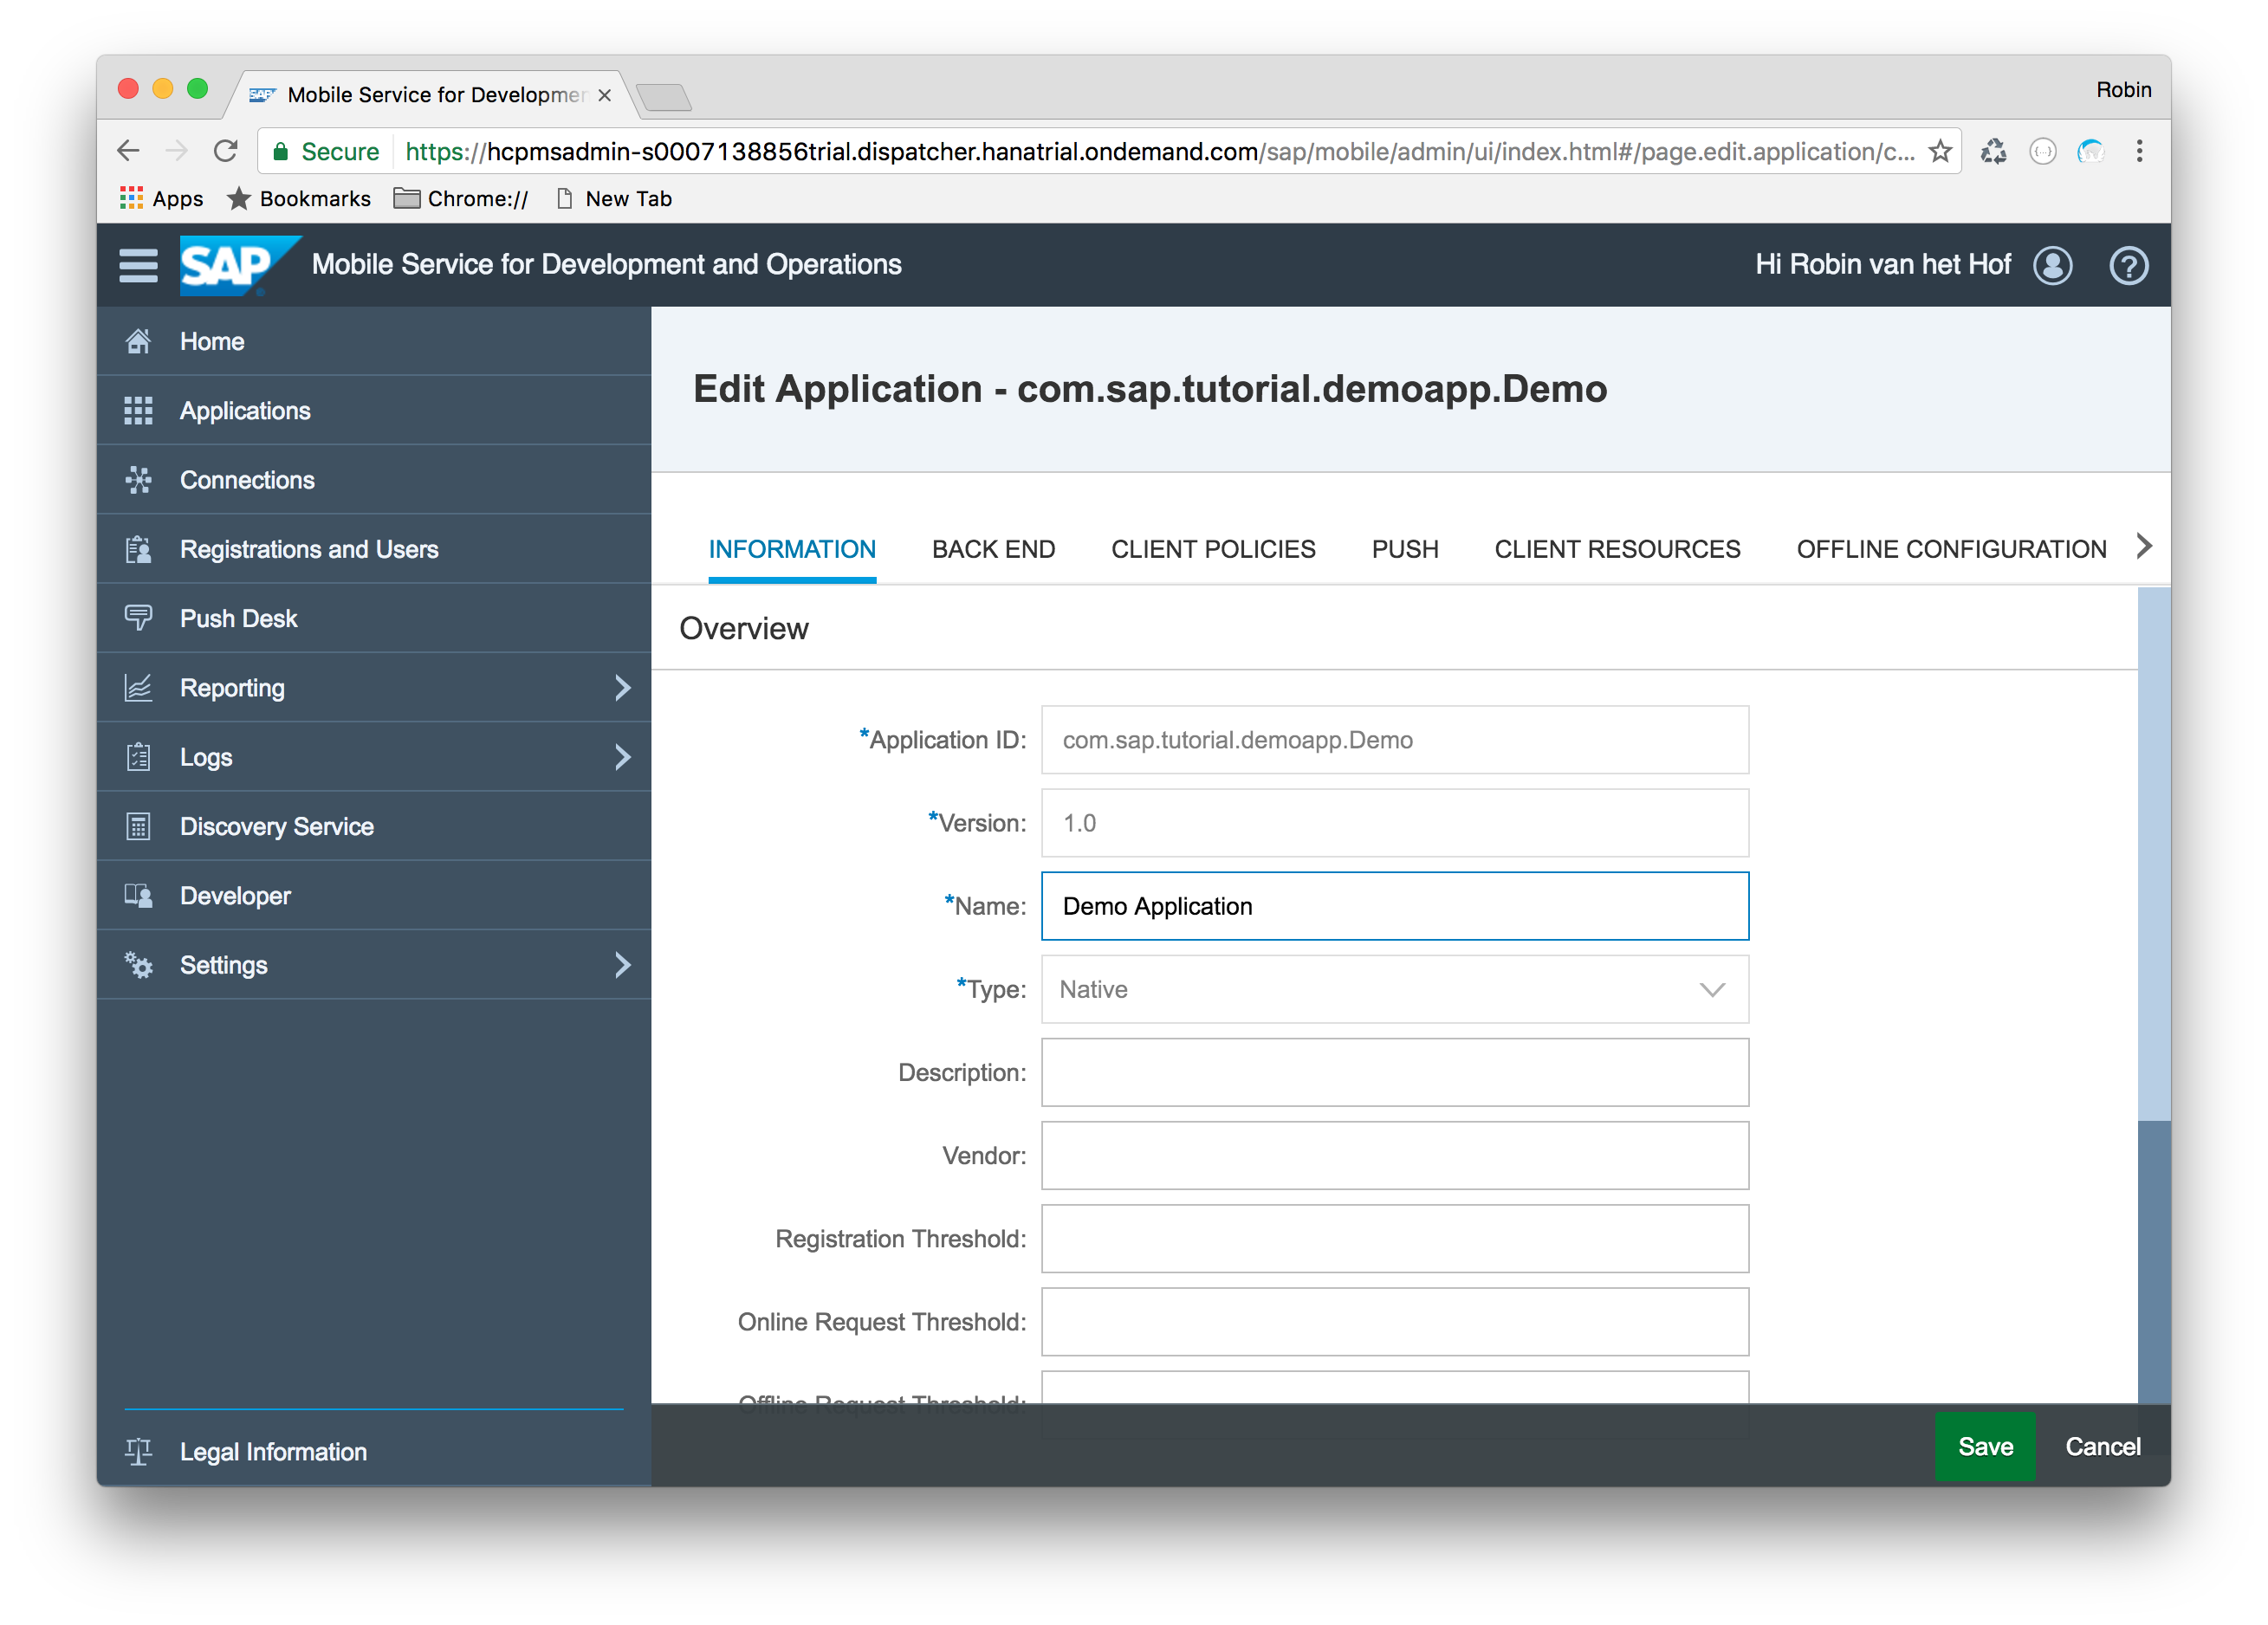 Mobile Service for Developmen
Robin
Secure https://hcpmsadmin-s0007138856trial.dispatcher.hanatrial.ondemand.com/sap/mobile/admin/ui/index.html#/page.edit.application/c...
Apps Bookmarks Chrome:// New Tab
SAP Mobile Service for Development and Operations Hi Robin van het Hof
Home
Applications
Connections
Registrations and Users
Push Desk
Reporting
Logs
Discovery Service
Developer
Settings
Legal Information
Edit Application - com.sap.tutorial.demoapp.Demo
INFORMATION BACK END CLIENT POLICIES PUSH CLIENT RESOURCES OFFLINE CONFIGURATION
Overview
*Application ID: com.sap.tutorial.demoapp.Demo
*Version: 1.0
*Name: Demo Application
*Type: Native
Description:
Vendor:
Registration Threshold:
Online Request Threshold:
Offline Request Threshold:
Save Cancel